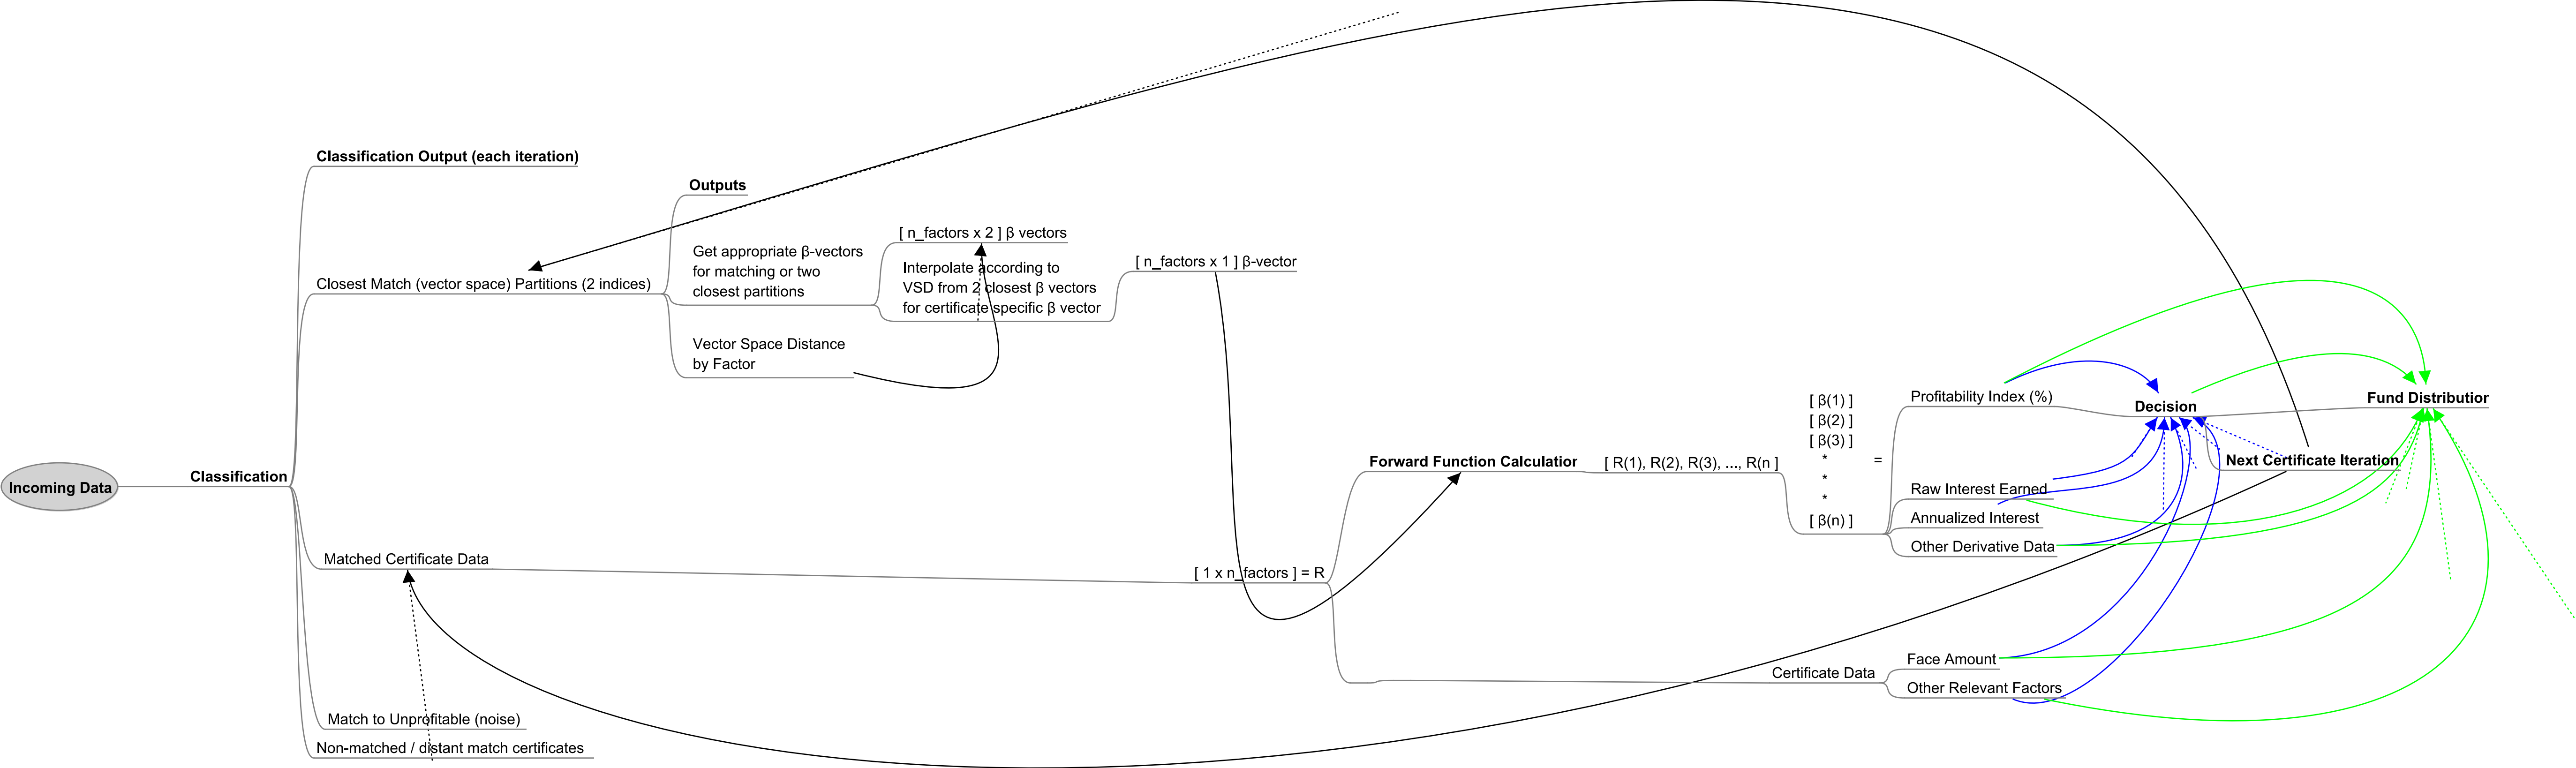 Incoming Data
Classification
Classification Output (each iteration)
Closest Match (vector space) Partitions (2 indices)
Outputs
Get appropriate β-vectors
for matching or two
closest partitions
[ n_factors x 2 ] β vectors
Interpolate according to
VSD from 2 closest β vectors
for certificate specific β vector
[ n_factors x 1 ] β-vector
Vector Space Distance
by Factor
Matched Certificate Data
[ 1 x n_factors ] = R
Forward Function Calculatior
[ R(1), R(2), R(3), ..., R(n ]
[ β(1) ]
[ β(2) ]
[ β(3) ]
*
*
*
[ β(n) ]
=
Profitability Index (%)
Decision
Fund Distributior
Next Certificate Iteration
Raw Interest Earned
Annualized Interest
Other Derivative Data
Certificate Data
Face Amount
Other Relevant Factors
Match to Unprofitable (noise)
Non-matched / distant match certificates